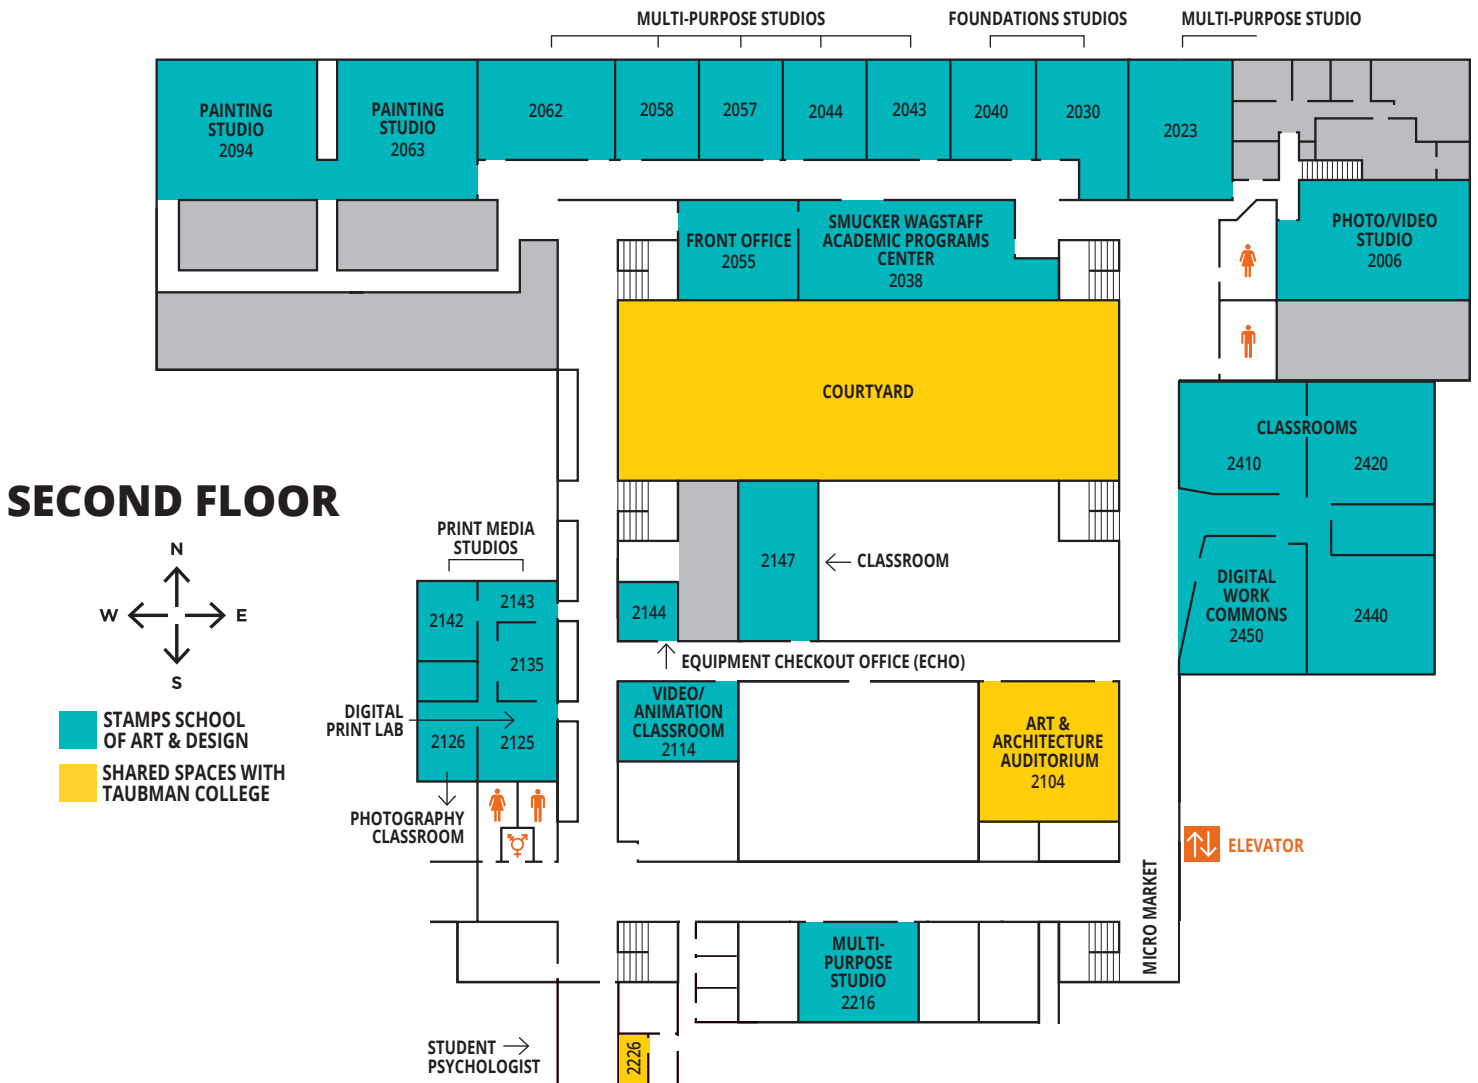 MULTI-PURPOSE STUDIOS
FOUNDATIONS STUDIOS
MULTI-PURPOSE STUDIO
PAINTING
STUDIO
2094
PAINTING
STUDIO
2063
2062
2058
2057
2044
2043
2040
2030
2023
FRONT OFFICE
2055
SMUCKER WAGSTAFF
ACADEMIC PROGRAMS
CENTER
2038
PHOTO/VIDEO
STUDIO
2006
COURTYARD
CLASSROOMS
2410
2420
SECOND FLOOR
N
W
E
S
PRINT MEDIA
STUDIOS
2142
2143
2135
2144
2147
CLASSROOM
DIGITAL
WORK
COMMONS
2450
2440
EQUIPMENT CHECKOUT OFFICE (ECHO)
STAMPS SCHOOL
OF ART & DESIGN
SHARED SPACES WITH
TAUBMAN COLLEGE
DIGITAL
PRINT LAB
2126
2125
PHOTOGRAPHY
CLASSROOM
VIDEO/
ANIMATION
CLASSROOM
2114
ART &
ARCHITECTURE
AUDITORIUM
2104
ELEVATOR
MICRO MARKET
MULTI-
PURPOSE
STUDIO
2216
STUDENT
PSYCHOLOGIST
2226